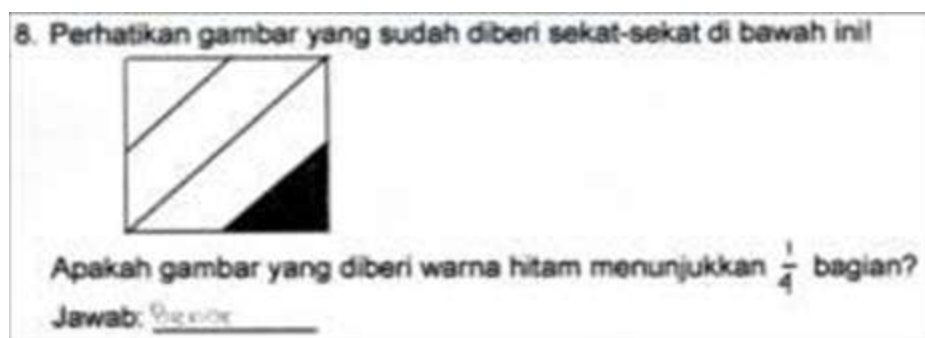 8. Perhatikan gambar yang sudah diberi sekat-sekat di bawah ini!
Apakah gambar yang diberi warna hitam menunjukkan 1/4 bagian?
Jawab: Benar